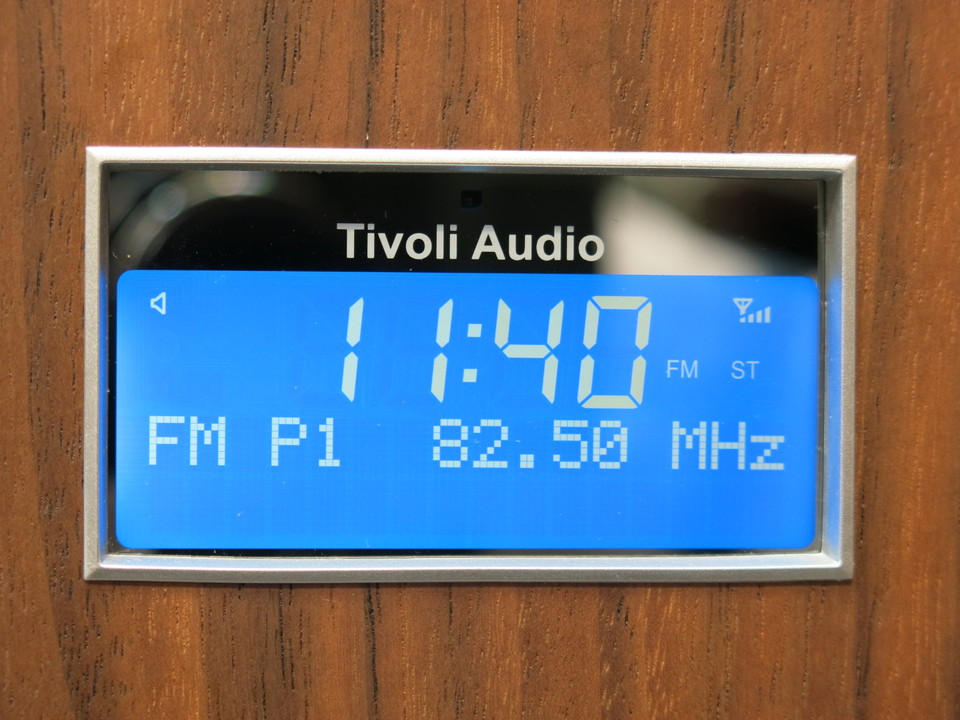 Tivoli Audio
11:40
FM ST
FM P1 82.50 MHz